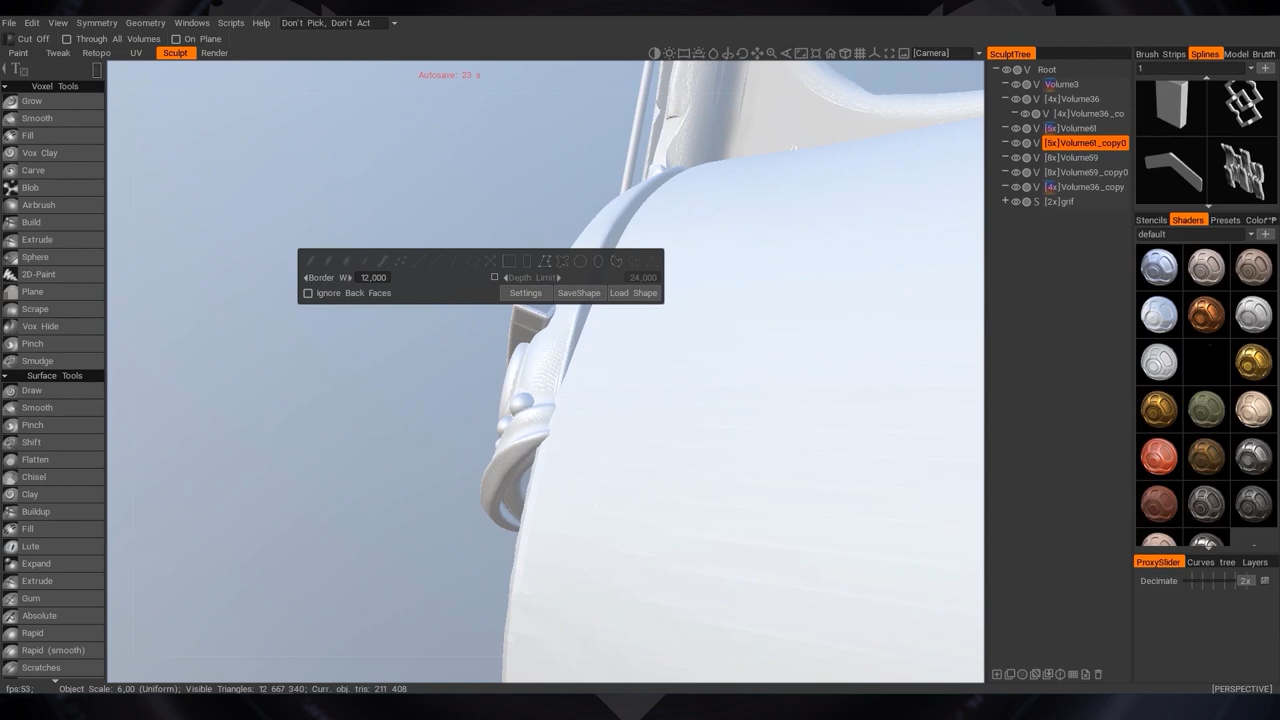 File Edit View Symmetry Geometry Windows Scripts Help Don't Pick, Don't Act
Cut Off Through All Volumes On Plane
Paint Tweak Retopo UV Sculpt Render [Camera]
Autosave: 23 s
Voxel Tools
Grow
Smooth
Fill
Vox Clay
Carve
Blob
Airbrush
Build
Extrude
Sphere
2D-Paint
Plane
Scrape
Vox Hide
Pinch
Smudge
Surface Tools
Draw
Smooth
Pinch
Shift
Flatten
Chisel
Clay
Buildup
Fill
Lute
Expand
Extrude
Gum
Absolute
Rapid
Rapid (smooth)
Scratches
Border W 12,000 Depth Limit 24,000
Ignore Back Faces Settings SaveShape Load Shape
SculptTree
Root
V Volume3
V [4x]Volume36
V [4x]Volume36_co
V [5x]Volume61
V [5x]Volume61_copy0
V [8x]Volume59
V [8x]Volume59_copy0
V [4x]Volume36_copy
S [2x]grif
Brush Strips Splines Model
1
Stencils Shaders Presets Color
default
ProxySlider Curves tree Layers
Decimate 2x
fps:53; Object Scale: 6,00 (Uniform); Visible Triangles: 12 667 340; Curr. obj. tris: 211 408 [PERSPECTIVE]